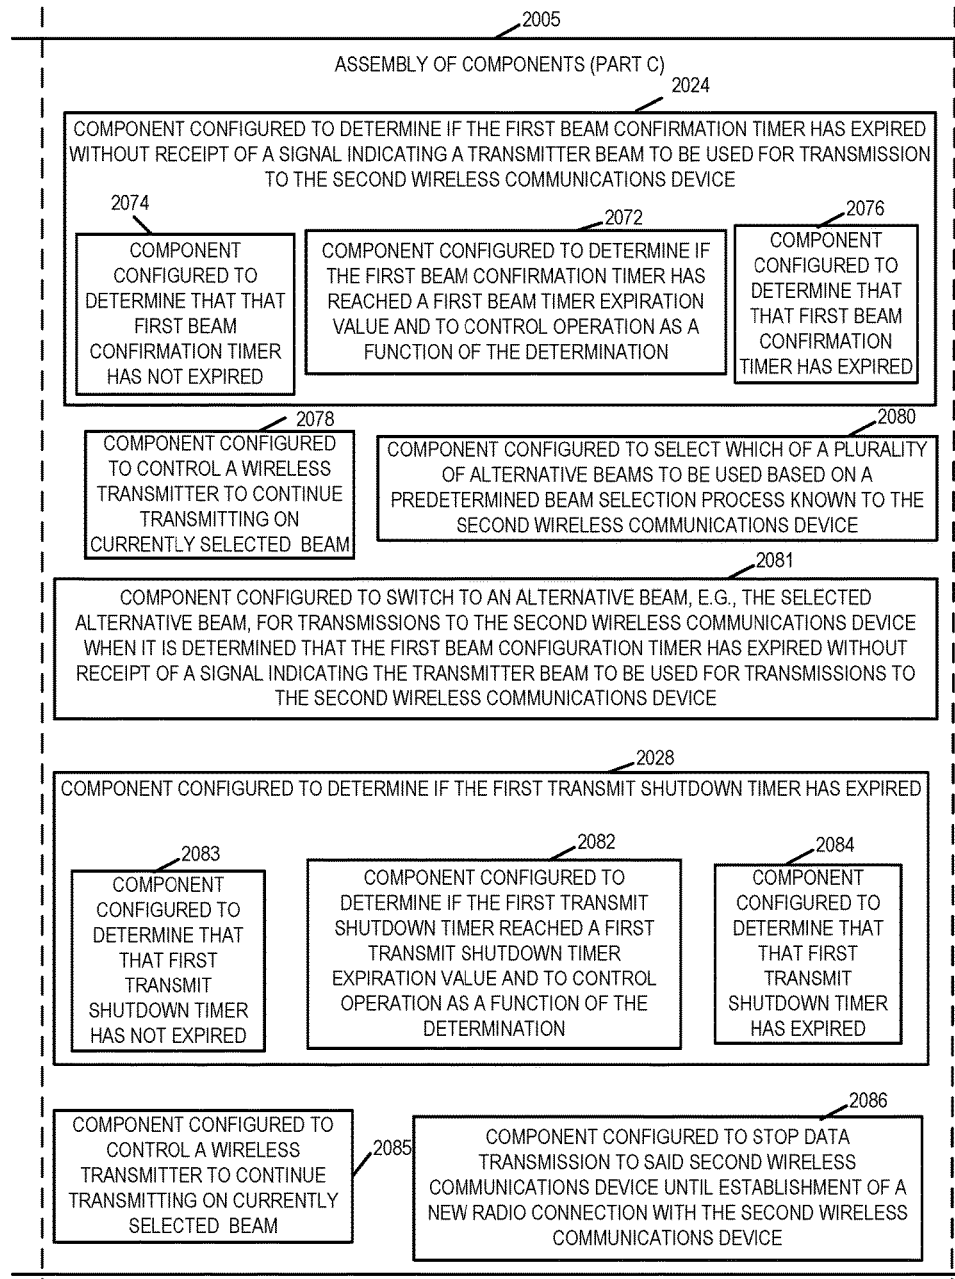 2005
ASSEMBLY OF COMPONENTS (PART C)
2024
COMPONENT CONFIGURED TO DETERMINE IF THE FIRST BEAM CONFIRMATION TIMER HAS EXPIRED
WITHOUT RECEIPT OF A SIGNAL INDICATING A TRANSMITTER BEAM TO BE USED FOR TRANSMISSION
TO THE SECOND WIRELESS COMMUNICATIONS DEVICE
2074
COMPONENT
CONFIGURED TO
DETERMINE THAT THAT
FIRST BEAM
CONFIRMATION TIMER
HAS NOT EXPIRED
2072
COMPONENT CONFIGURED TO DETERMINE IF
THE FIRST BEAM CONFIRMATION TIMER HAS
REACHED A FIRST BEAM TIMER EXPIRATION
VALUE AND TO CONTROL OPERATION AS A
FUNCTION OF THE DETERMINATION
2076
COMPONENT
CONFIGURED TO
DETERMINE THAT
THAT FIRST BEAM
CONFIRMATION
TIMER HAS EXPIRED
2078
COMPONENT CONFIGURED
TO CONTROL A WIRELESS
TRANSMITTER TO CONTINUE
TRANSMITTING ON
CURRENTLY SELECTED BEAM
2080
COMPONENT CONFIGURED TO SELECT WHICH OF A PLURALITY
OF ALTERNATIVE BEAMS TO BE USED BASED ON A
PREDETERMINED BEAM SELECTION PROCESS KNOWN TO THE
SECOND WIRELESS COMMUNICATIONS DEVICE
2081
COMPONENT CONFIGURED TO SWITCH TO AN ALTERNATIVE BEAM, E.G., THE SELECTED
ALTERNATIVE BEAM, FOR TRANSMISSIONS TO THE SECOND WIRELESS COMMUNICATIONS DEVICE
WHEN IT IS DETERMINED THAT THE FIRST BEAM CONFIGURATION TIMER HAS EXPIRED WITHOUT
RECEIPT OF A SIGNAL INDICATING THE TRANSMITTER BEAM TO BE USED FOR TRANSMISSIONS TO
THE SECOND WIRELESS COMMUNICATIONS DEVICE
2028
COMPONENT CONFIGURED TO DETERMINE IF THE FIRST TRANSMIT SHUTDOWN TIMER HAS EXPIRED
2083
COMPONENT
CONFIGURED TO
DETERMINE THAT
THAT FIRST
TRANSMIT
SHUTDOWN TIMER
HAS NOT EXPIRED
2082
COMPONENT CONFIGURED TO
DETERMINE IF THE FIRST TRANSMIT
SHUTDOWN TIMER REACHED A FIRST
TRANSMIT SHUTDOWN TIMER
EXPIRATION VALUE AND TO CONTROL
OPERATION AS A FUNCTION OF THE
DETERMINATION
2084
COMPONENT
CONFIGURED TO
DETERMINE THAT
THAT FIRST
TRANSMIT
SHUTDOWN TIMER
HAS EXPIRED
COMPONENT CONFIGURED TO
CONTROL A WIRELESS
TRANSMITTER TO CONTINUE
TRANSMITTING ON CURRENTLY
SELECTED BEAM
2085
2086
COMPONENT CONFIGURED TO STOP DATA
TRANSMISSION TO SAID SECOND WIRELESS
COMMUNICATIONS DEVICE UNTIL ESTABLISHMENT OF A
NEW RADIO CONNECTION WITH THE SECOND WIRELESS
COMMUNICATIONS DEVICE